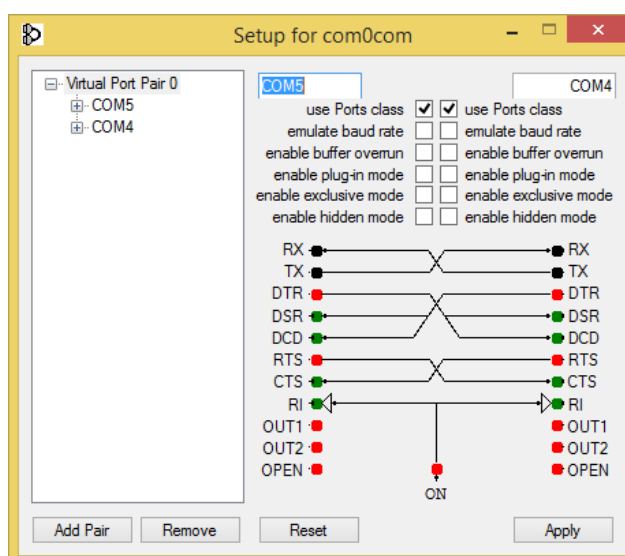 Setup for com0com
Virtual Port Pair 0
COM5
COM4
COM5 COM4
use Ports class use Ports class
emulate baud rate emulate baud rate
enable buffer overrun enable buffer overrun
enable plug-in mode enable plug-in mode
enable exclusive mode enable exclusive mode
enable hidden mode enable hidden mode
RX RX
TX TX
DTR DTR
DSR DSR
DCD DCD
RTS RTS
CTS CTS
RI RI
OUT1 OUT1
OUT2 OUT2
OPEN OPEN
ON
Add Pair Remove Reset Apply